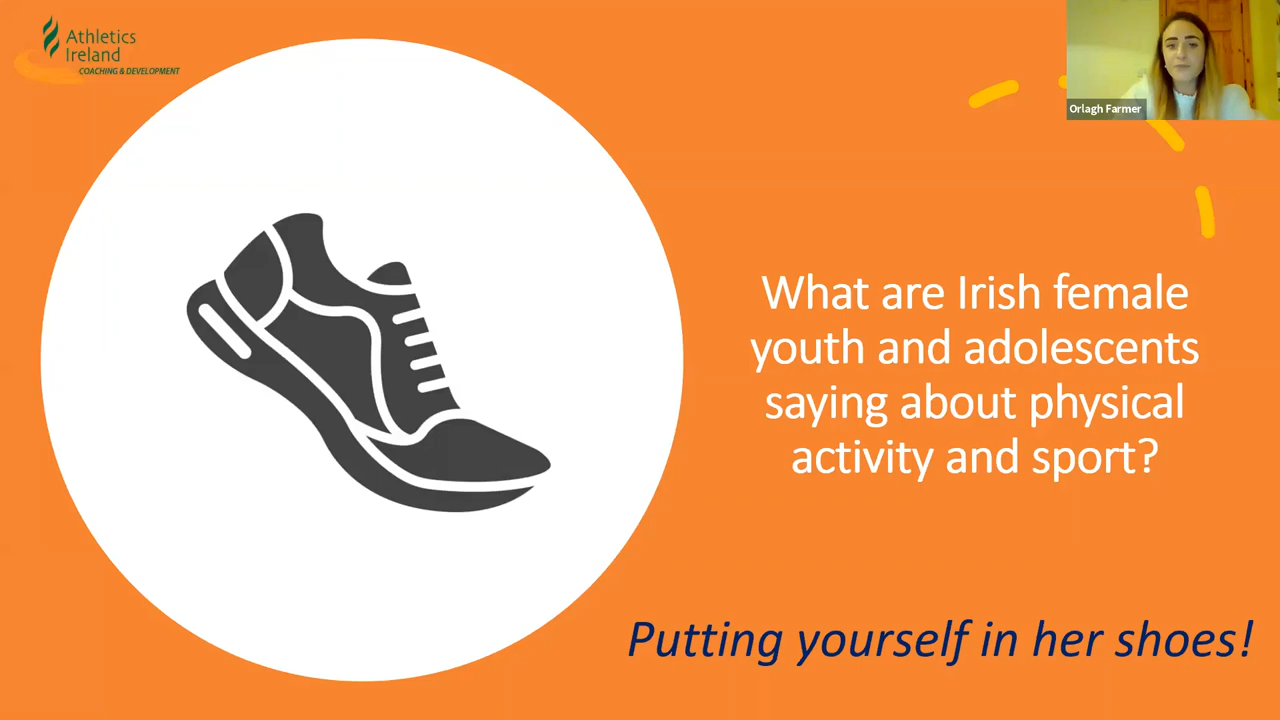 Athletics
Ireland
COACHING & DEVELOPMENT
Orlagh Farmer
What are Irish female
youth and adolescents
saying about physical
activity and sport?
Putting yourself in her shoes!